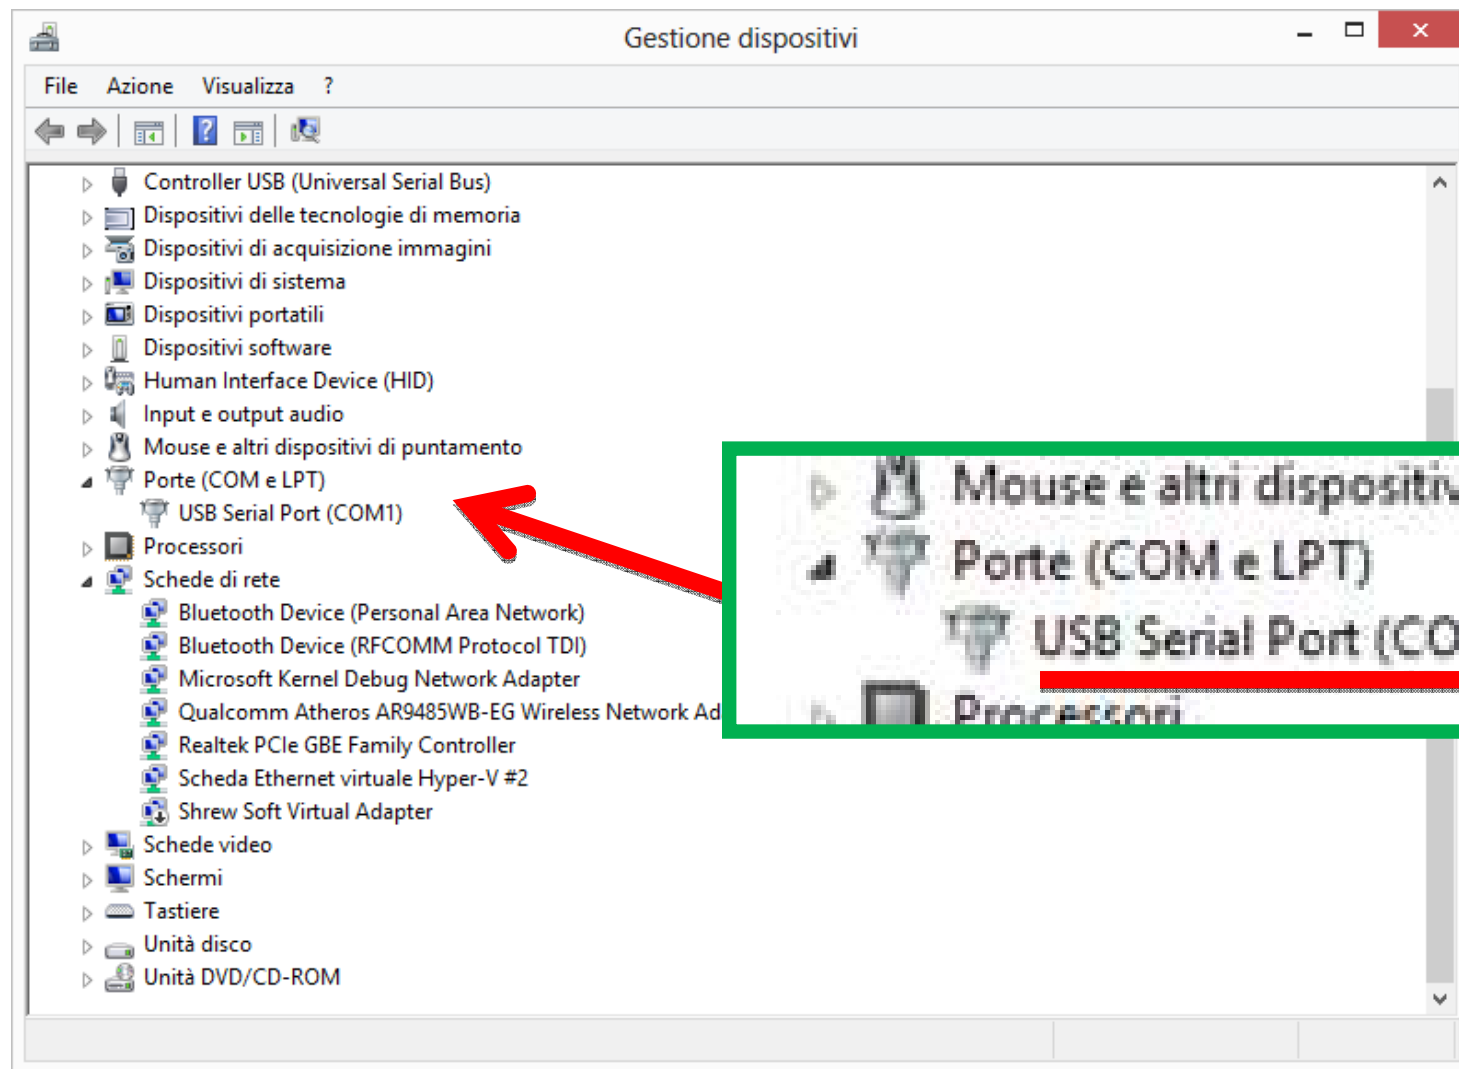 Gestione dispositivi
File Azione Visualizza ?
Controller USB (Universal Serial Bus)
Dispositivi delle tecnologie di memoria
Dispositivi di acquisizione immagini
Dispositivi di sistema
Dispositivi portatili
Dispositivi software
Human Interface Device (HID)
Input e output audio
Mouse e altri dispositivi di puntamento
Porte (COM e LPT)
USB Serial Port (COM1)
Processori
Schede di rete
Bluetooth Device (Personal Area Network)
Bluetooth Device (RFCOMM Protocol TDI)
Microsoft Kernel Debug Network Adapter
Qualcomm Atheros AR9485WB-EG Wireless Network Ad
Realtek PCIe GBE Family Controller
Scheda Ethernet virtuale Hyper-V #2
Shrew Soft Virtual Adapter
Schede video
Schermi
Tastiere
Unità disco
Unità DVD/CD-ROM
Mouse e altri dispositiv
Porte (COM e LPT)
USB Serial Port (CO
Processori